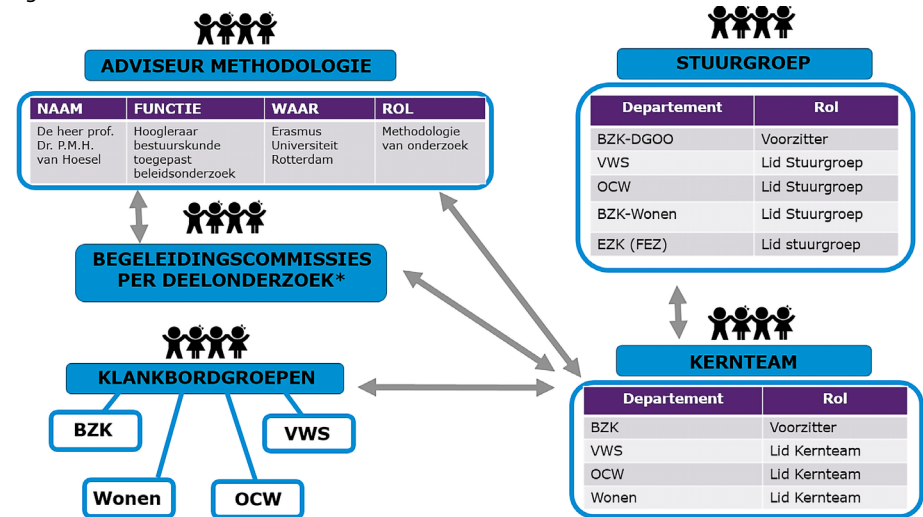 ADVISEUR METHODOLOGIE
NAAM FUNCTIE WAAR ROL
De heer prof. Hoogleraar Erasmus Methodologie
Dr. P.M.H. bestuurskunde Universiteit van onderzoek
van Hoesel toegepast Rotterdam
beleidsonderzoek
BEGELEIDINGSCOMMISSIES
PER DEELONDERZOEK*
KLANKBORDGROEPEN
BZK
VWS
Wonen
OCW
STUURGROEP
Departement Rol
BZK-DGOO Voorzitter
VWS Lid Stuurgroep
OCW Lid Stuurgroep
BZK-Wonen Lid Stuurgroep
EZK (FEZ) Lid stuurgroep
KERNTEAM
Departement Rol
BZK Voorzitter
VWS Lid Kernteam
OCW Lid Kernteam
Wonen Lid Kernteam